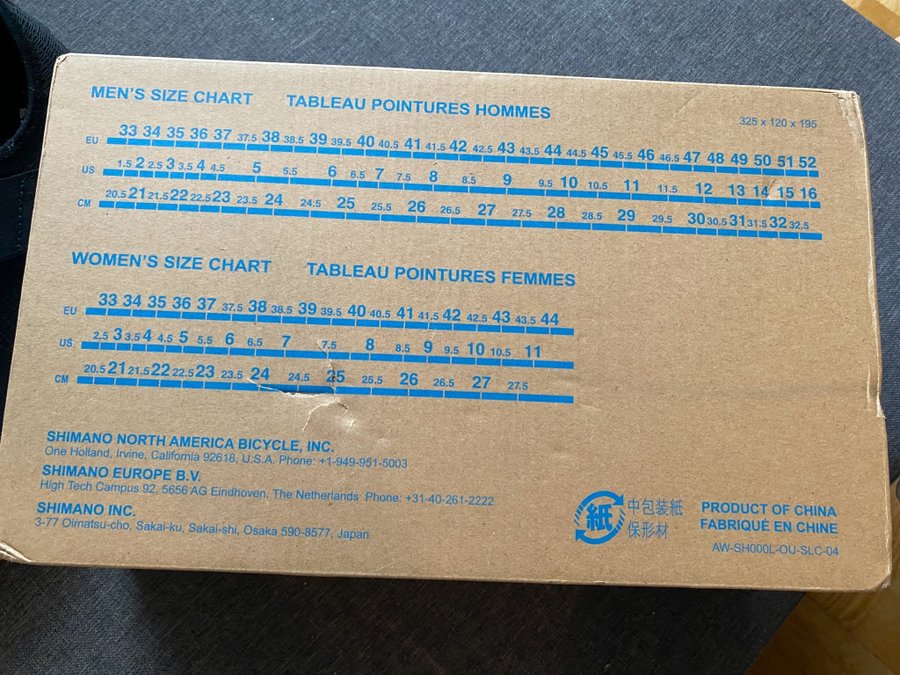 MEN'S SIZE CHART TABLEAU POINTURES HOMMES
325 x 120 x 195
EU 33 34 35 36 37 37.5 38 38.5 39 39.5 40 40.5 41 41.5 42 42.5 43 43.5 44 44.5 45 45.5 46 46.5 47 48 49 50 51 52
US 1.5 2 2.5 3 3.5 4 4.5 5 5.5 6 6.5 7 7.5 8 8.5 9 9.5 10 10.5 11 11.5 12 13 14 15 16
CM 20.5 21 21.5 22 22.5 23 23.5 24 24.5 25 25.5 26 26.5 27 27.5 28 28.5 29 29.5 30 30.5 31 31.5 32 32.5
WOMEN'S SIZE CHART TABLEAU POINTURES FEMMES
EU 33 34 35 36 37 37.5 38 38.5 39 39.5 40 40.5 41 41.5 42 42.5 43 43.5 44
US 2.5 3 3.5 4 4.5 5 5.5 6 6.5 7 7.5 8 8.5 9 9.5 10 10.5 11
CM 20.5 21 21.5 22 22.5 23 23.5 24 24.5 25 25.5 26 26.5 27 27.5
SHIMANO NORTH AMERICA BICYCLE, INC.
One Holland, Irvine, California 92618, U.S.A. Phone: +1-949-951-5003
SHIMANO EUROPE B.V.
High Tech Campus 92, 5656 AG Eindhoven, The Netherlands Phone: +31-40-261-2222
SHIMANO INC.
3-77 Oimatsu-cho, Sakai-ku, Sakai-shi, Osaka 590-8577, Japan
紙
中包装紙
保形材
PRODUCT OF CHINA
FABRIQUÉ EN CHINE
AW-SH000L-OU-SLC-04